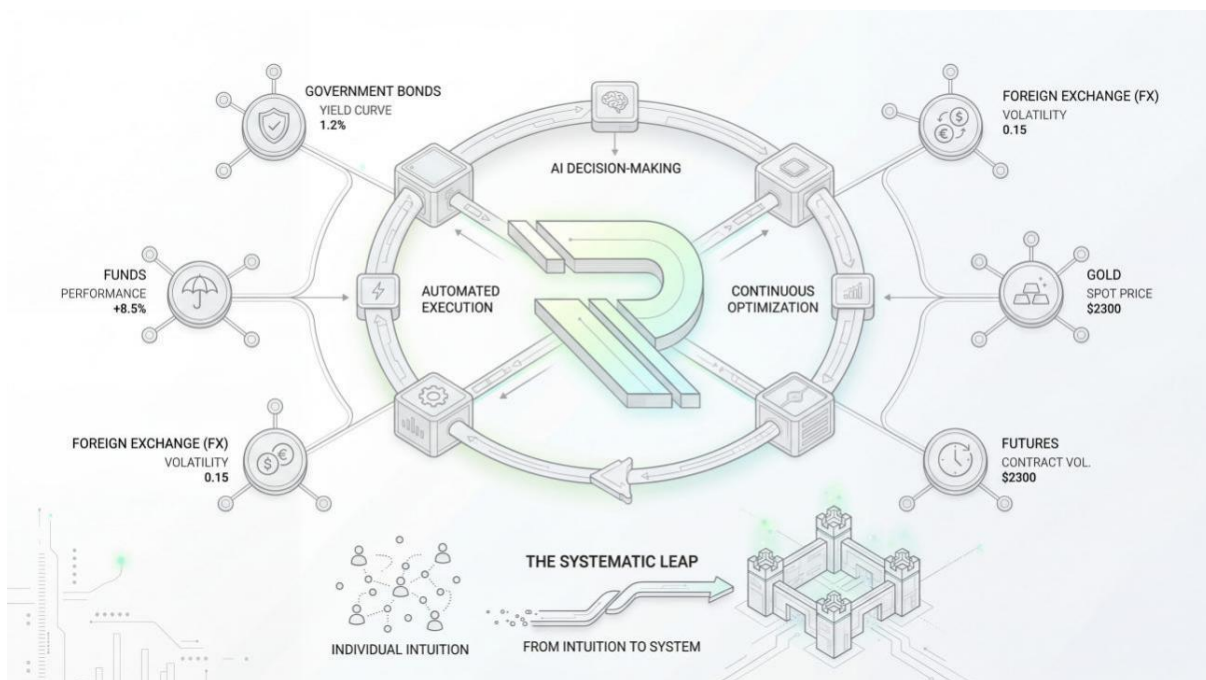 GOVERNMENT BONDS
YIELD CURVE
1.2%
AI DECISION-MAKING
FOREIGN EXCHANGE (FX)
VOLATILITY
0.15
FUNDS
PERFORMANCE
+8.5%
AUTOMATED
EXECUTION
CONTINUOUS
OPTIMIZATION
GOLD
SPOT PRICE
$2300
FOREIGN EXCHANGE (FX)
VOLATILITY
0.15
FUTURES
CONTRACT VOL.
$2300
THE SYSTEMATIC LEAP
INDIVIDUAL INTUITION
FROM INTUITION TO SYSTEM